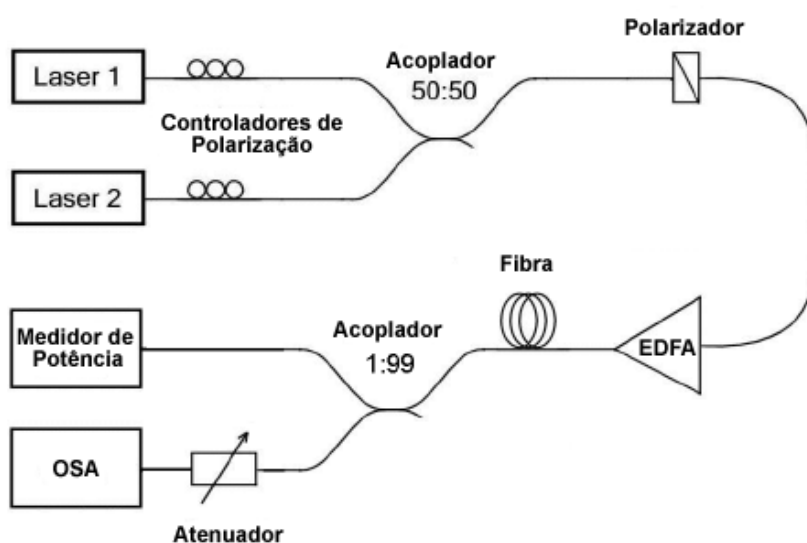 Polarizador
Laser 1
Acoplador
50:50
Controladores de
Polarização
Laser 2
Fibra
EDFA
Medidor de
Potência
Acoplador
1:99
OSA
Atenuador